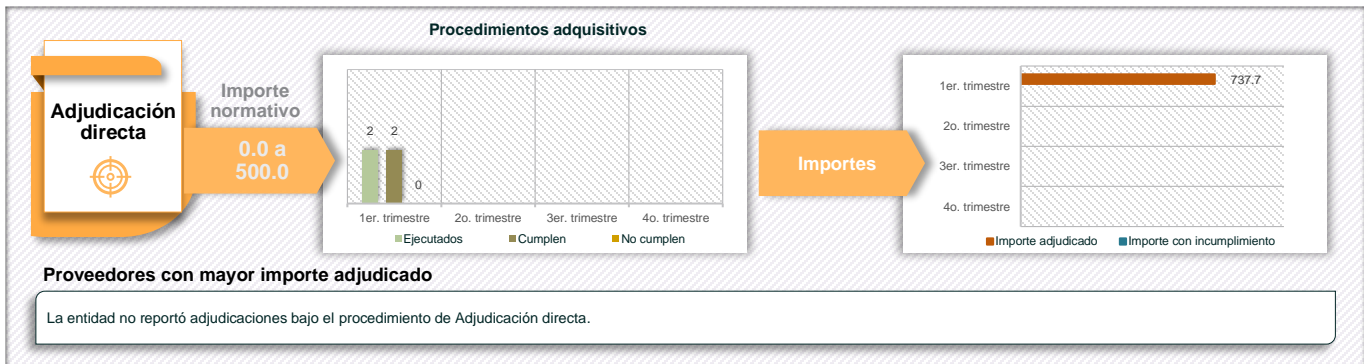 Procedimientos adquisitivos
Adjudicación
directa
Importe
normativo
0.0 a
500.0
2 2
0
1er. trimestre 2o. trimestre 3er. trimestre 4o. trimestre
Ejecutados Cumplen No cumplen
Importes
1er. trimestre 737.7
2o. trimestre
3er. trimestre
4o. trimestre
Importe adjudicado Importe con incumplimiento
Proveedores con mayor importe adjudicado
La entidad no reportó adjudicaciones bajo el procedimiento de Adjudicación directa.